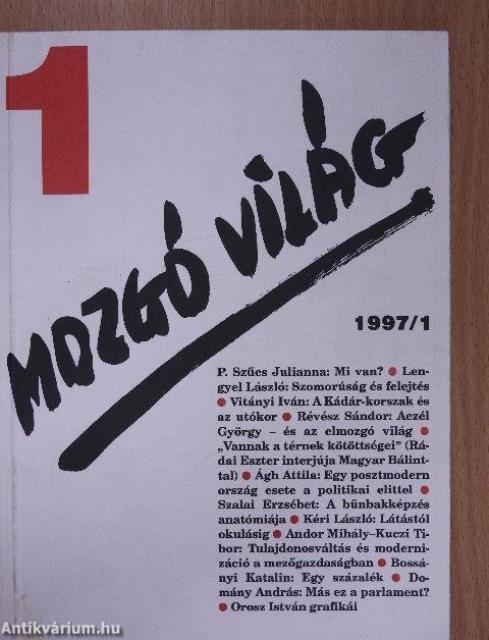 1
MOZGÓ VILÁG
1997/1
P. Szűcs Julianna: Mi van? ● Len-
gyel László: Szomorúság és felejtés
● Vitányi Iván: A Kádár-korszak és
az utókor ● Révész Sándor: Aczél
György – és az elmozgó világ ●
„Vannak a térnek kötöttségei” (Rá-
dai Eszter interjúja Magyar Bálint-
tal) ● Ágh Attila: Egy posztmodern
ország esete a politikai elittel ●
Szalai Erzsébet: A bűnbakképzés
anatómiája ● Kéri László: Látástól
okulásig ● Andor Mihály–Kuczi Ti-
bor: Tulajdonosváltás és moderni-
záció a mezőgazdaságban ● Bossá-
nyi Katalin: Egy százalék ● Do-
mány András: Más ez a parlament?
● Orosz István grafikái
Antikvárium.hu